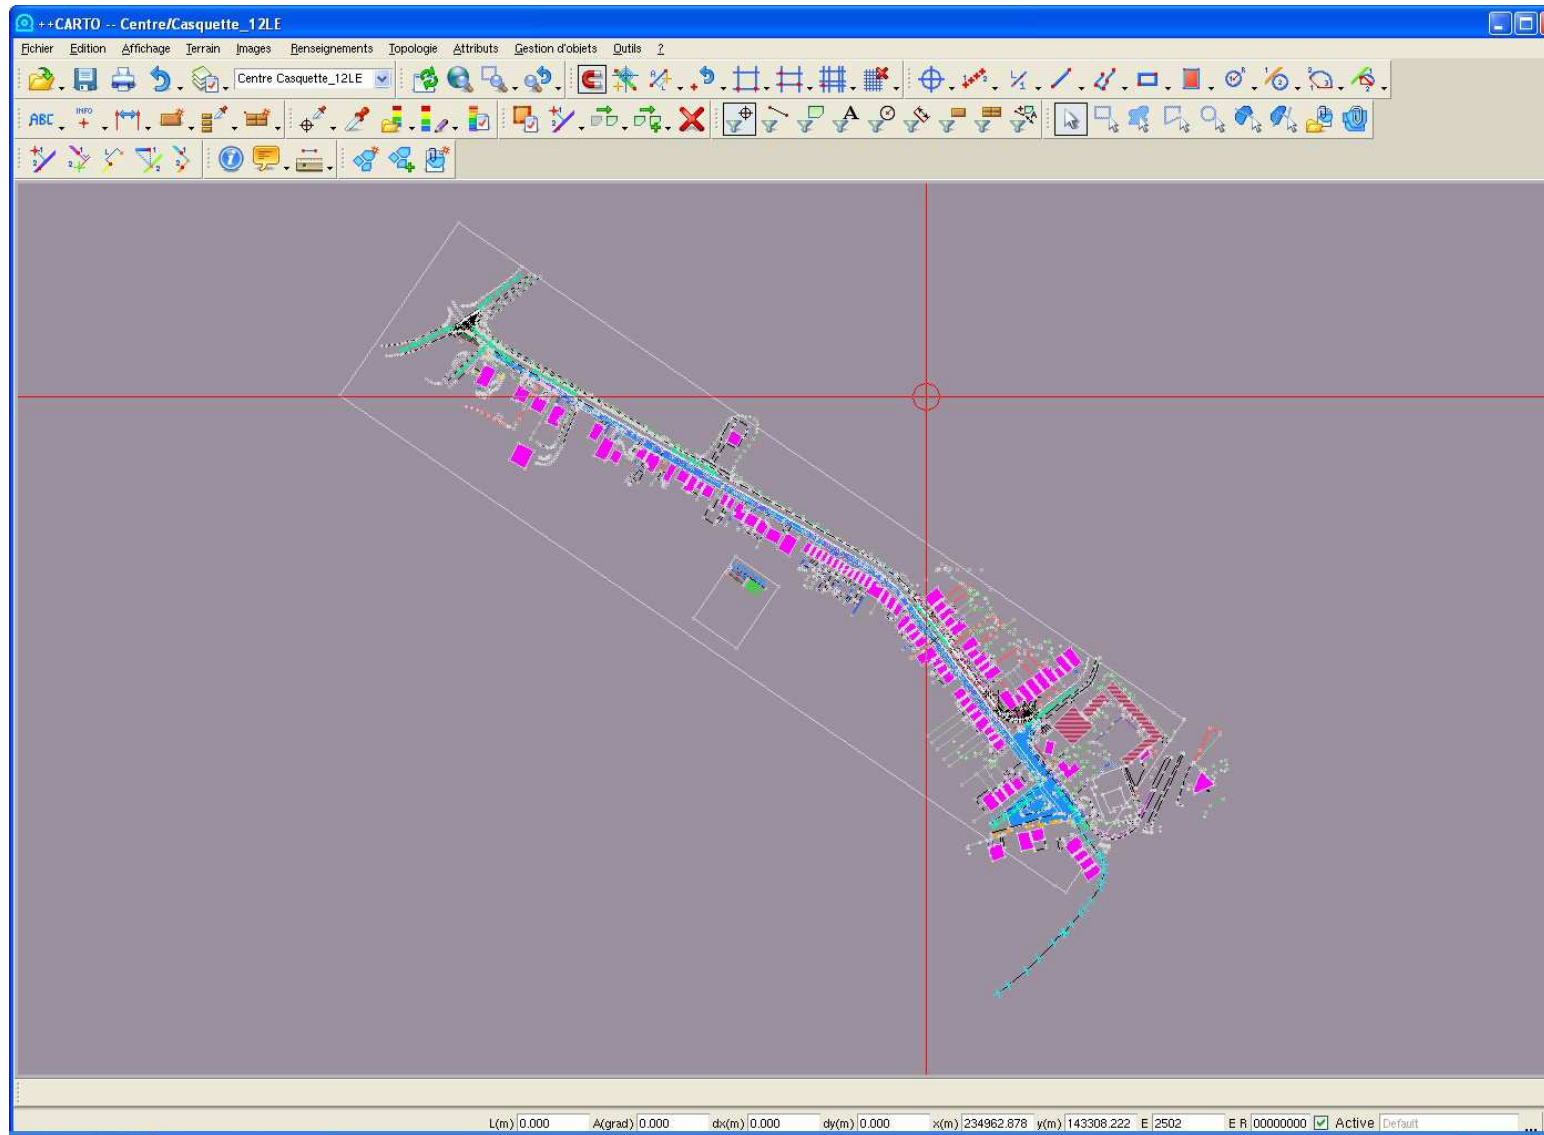 ++CARTO -- Centre/Casquette_12LE
Fichier Edition Affichage Terrain Images Renseignements Topologie Attributs Gestion d'objets Outils ?
Centre Casquette_12LE
ABC INFO
L(m) 0.000 A(grad) 0.000 dx(m) 0.000 dy(m) 0.000 x(m) 234962.878 y(m) 143308.222 E 2502 E R 00000000 Active Default ...